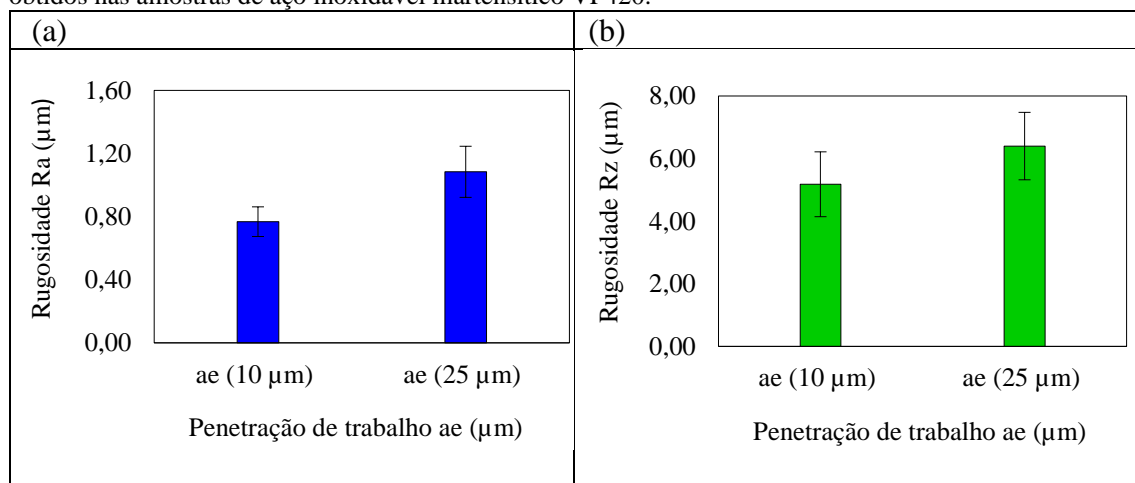 obtidos nas amostras de aço inoxidável martensítico VP420.
(a)
(b)
1,60
1,20
0,80
0,40
0,00
Rugosidade Ra (µm)
ae (10 µm)
ae (25 µm)
Penetração de trabalho ae (µm)
8,00
6,00
4,00
2,00
0,00
Rugosidade Rz (µm)
ae (10 µm)
ae (25 µm)
Penetração de trabalho ae (µm)